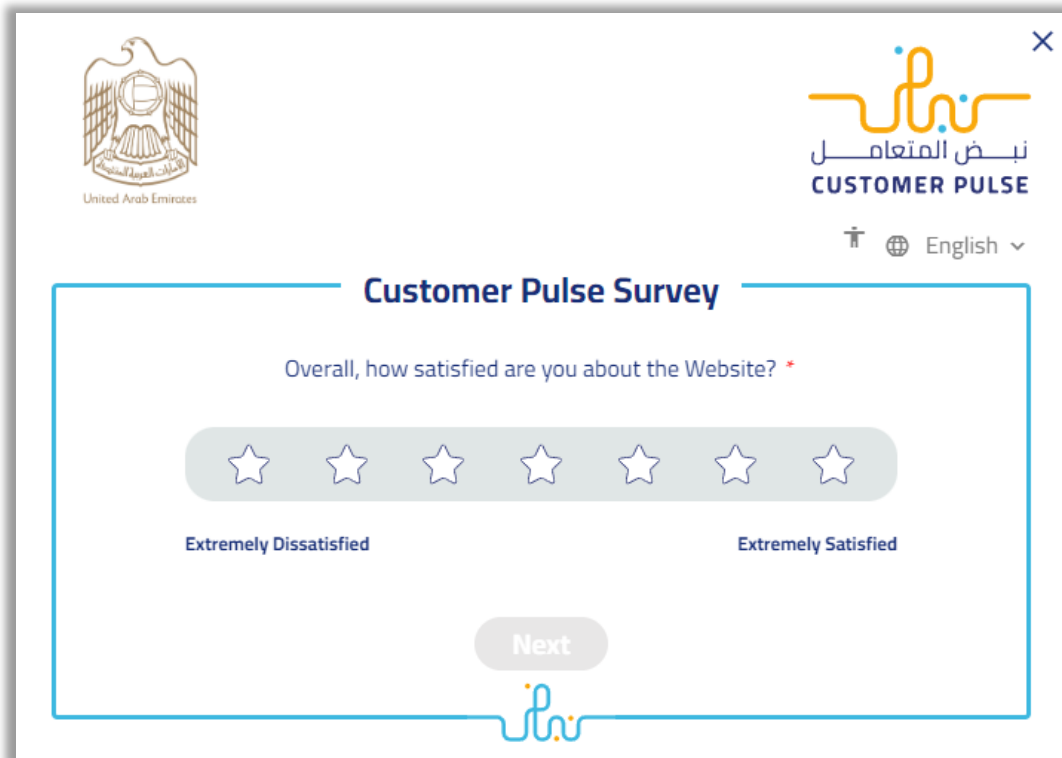 United Arab Emirates
نبض المتعامل
CUSTOMER PULSE
English
Customer Pulse Survey
Overall, how satisfied are you about the Website? *
Extremely Dissatisfied
Extremely Satisfied
Next